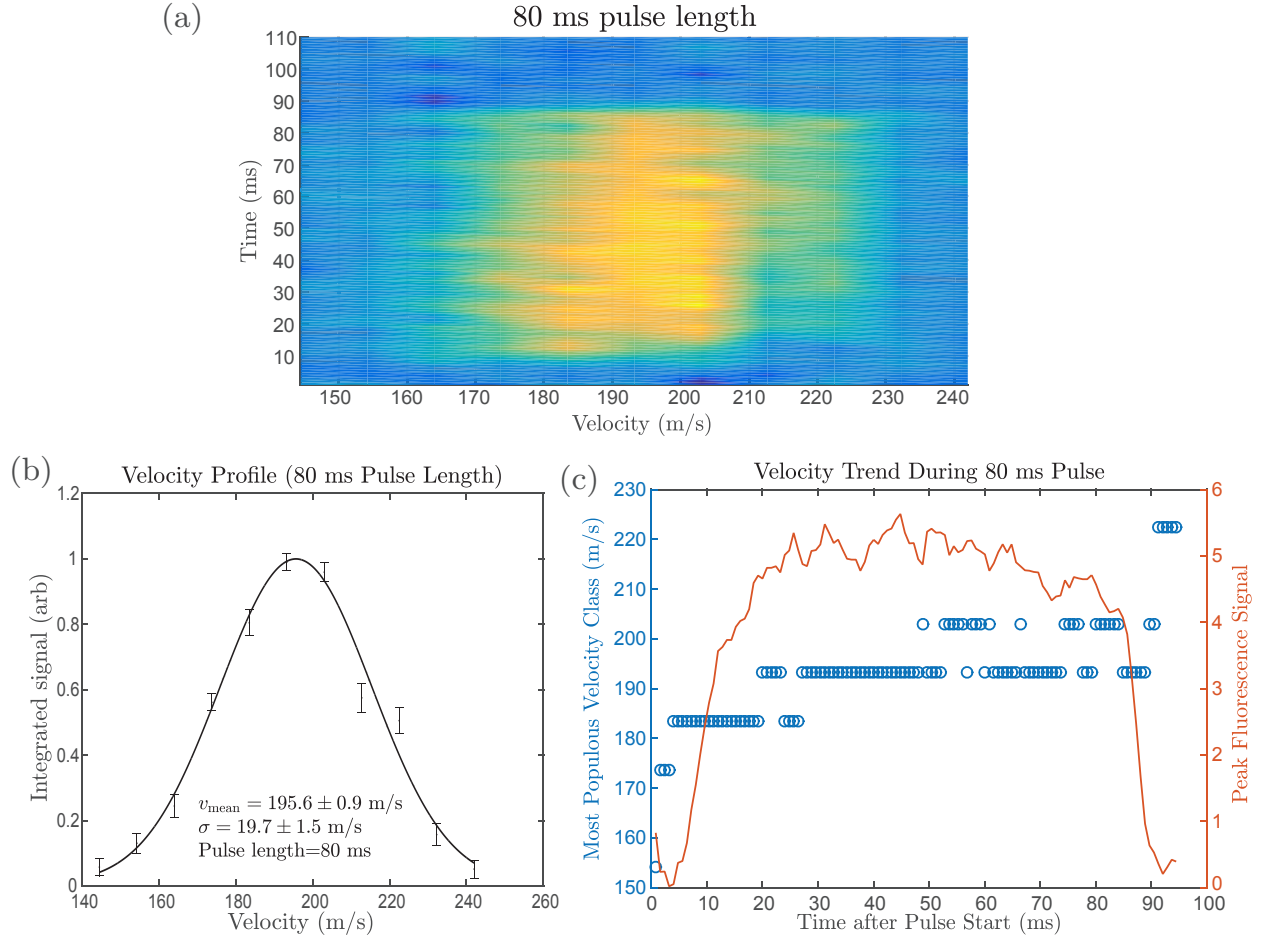 (a)
80 ms pulse length
110
100
90
80
70
60
50
40
30
20
10
Time (ms)
150 160 170 180 190 200 210 220 230 240
Velocity (m/s)
(b)
Velocity Profile (80 ms Pulse Length)
1.2
1
0.8
0.6
0.4
0.2
0
Integrated signal (arb)
v_mean = 195.6 ± 0.9 m/s
σ = 19.7 ± 1.5 m/s
Pulse length=80 ms
140 160 180 200 220 240 260
Velocity (m/s)
(c)
Velocity Trend During 80 ms Pulse
230
220
210
200
190
180
170
160
150
Most Populous Velocity Class (m/s)
6
5
4
3
2
1
0
Peak Fluorescence Signal
0 10 20 30 40 50 60 70 80 90 100
Time after Pulse Start (ms)